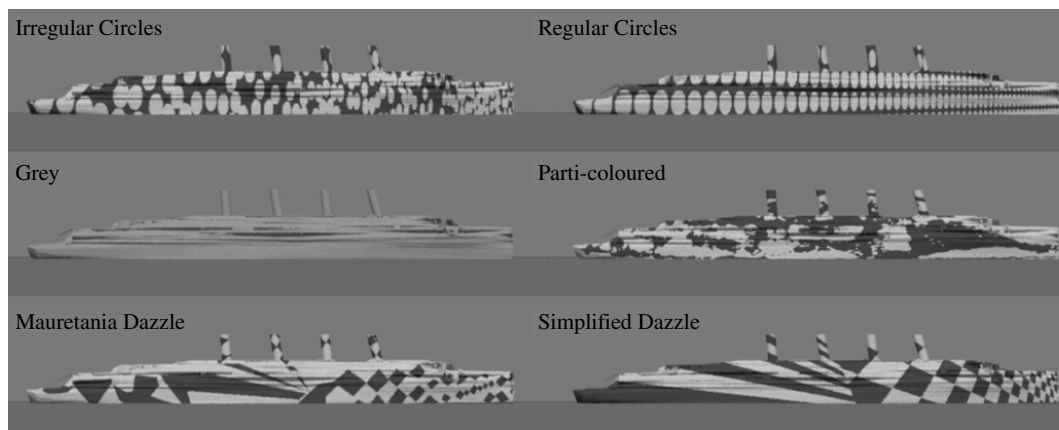 Irregular Circles
Regular Circles
Grey
Parti-coloured
Mauretania Dazzle
Simplified Dazzle